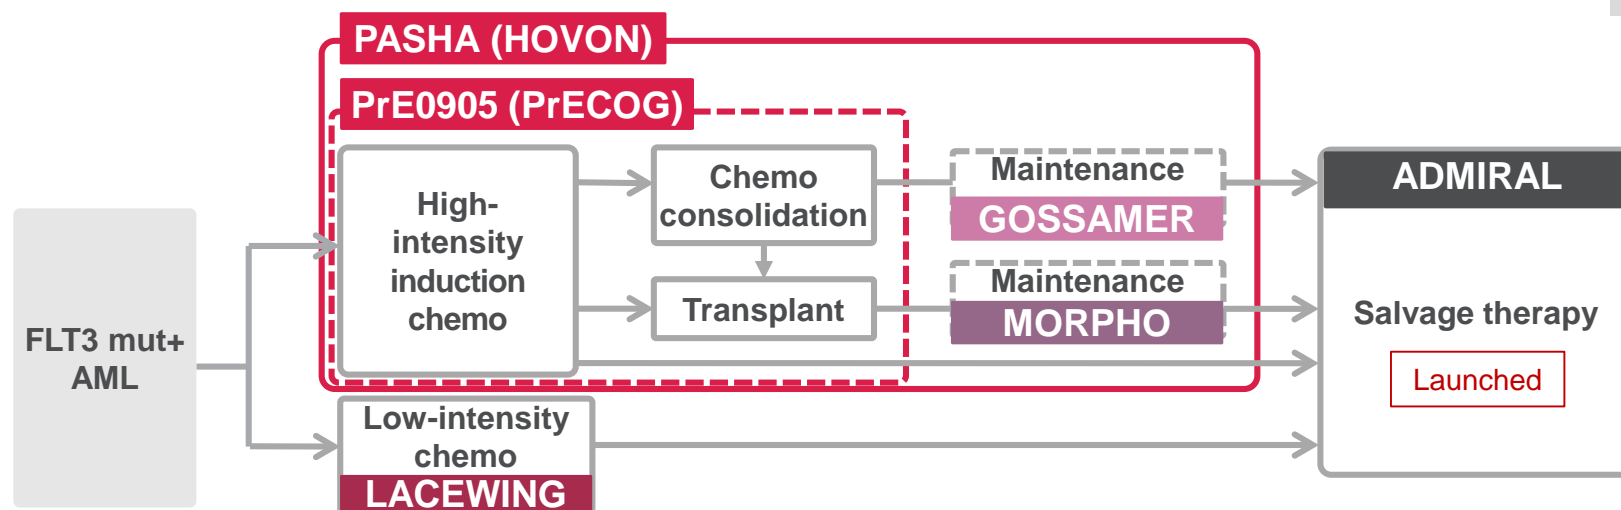 PASHA (HOVON)
PrE0905 (PrECOG)
FLT3 mut+
AML
High-
intensity
induction
chemo
Chemo
consolidation
Transplant
Maintenance
GOSSAMER
Maintenance
MORPHO
Low-intensity
chemo
LACEWING
ADMIRAL
Salvage therapy
Launched